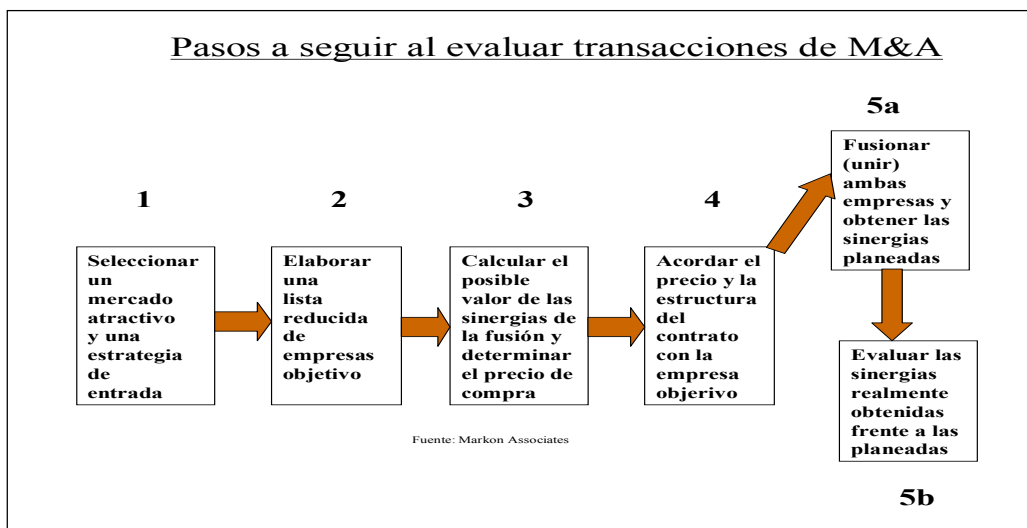 Pasos a seguir al evaluar transacciones de M&A
1
Seleccionar
un
mercado
atractivo
y una
estrategia
de
entrada
2
Elaborar
una
lista
reducida
de
empresas
objetivo
3
Calcular el
posible
valor de las
sinergias de
la fusión y
determinar
el precio de
compra
4
Acordar el
precio y la
estructura
del
contrato
con la
empresa
objerivo
5a
Fusionar
(unir)
ambas
empresas y
obtener las
sinergias
planeadas
Evaluar las
sinergias
realmente
obtenidas
frente a las
planeadas
5b
Fuente: Markon Associates